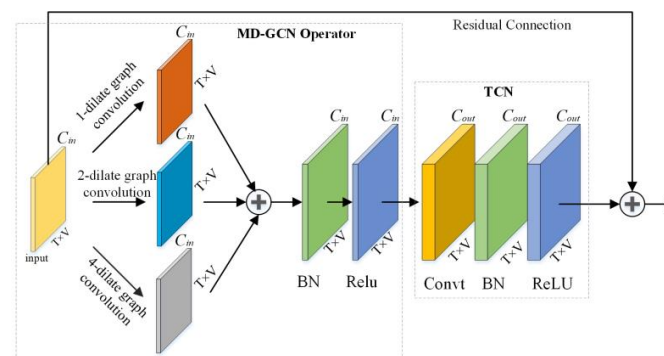 MD-GCN Operator
Residual Connection
C_in
T×V
1-dilate graph
convolution
C_in
T×V
input
C_in
2-dilate graph
convolution
T×V
C_in
4-dilate graph
convolution
T×V
C_in
C_in
T×V
T×V
BN
Relu
TCN
C_out
C_out
C_out
T×V
T×V
T×V
Convt
BN
ReLU